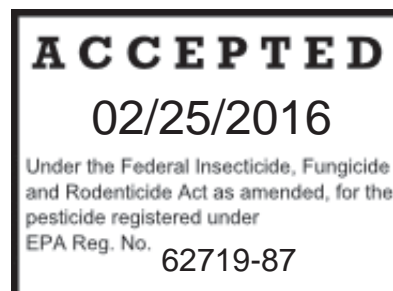 ACCEPTED
02/25/2016
Under the Federal Insecticide, Fungicide
and Rodenticide Act as amended, for the
pesticide registered under
EPA Reg. No. 62719-87